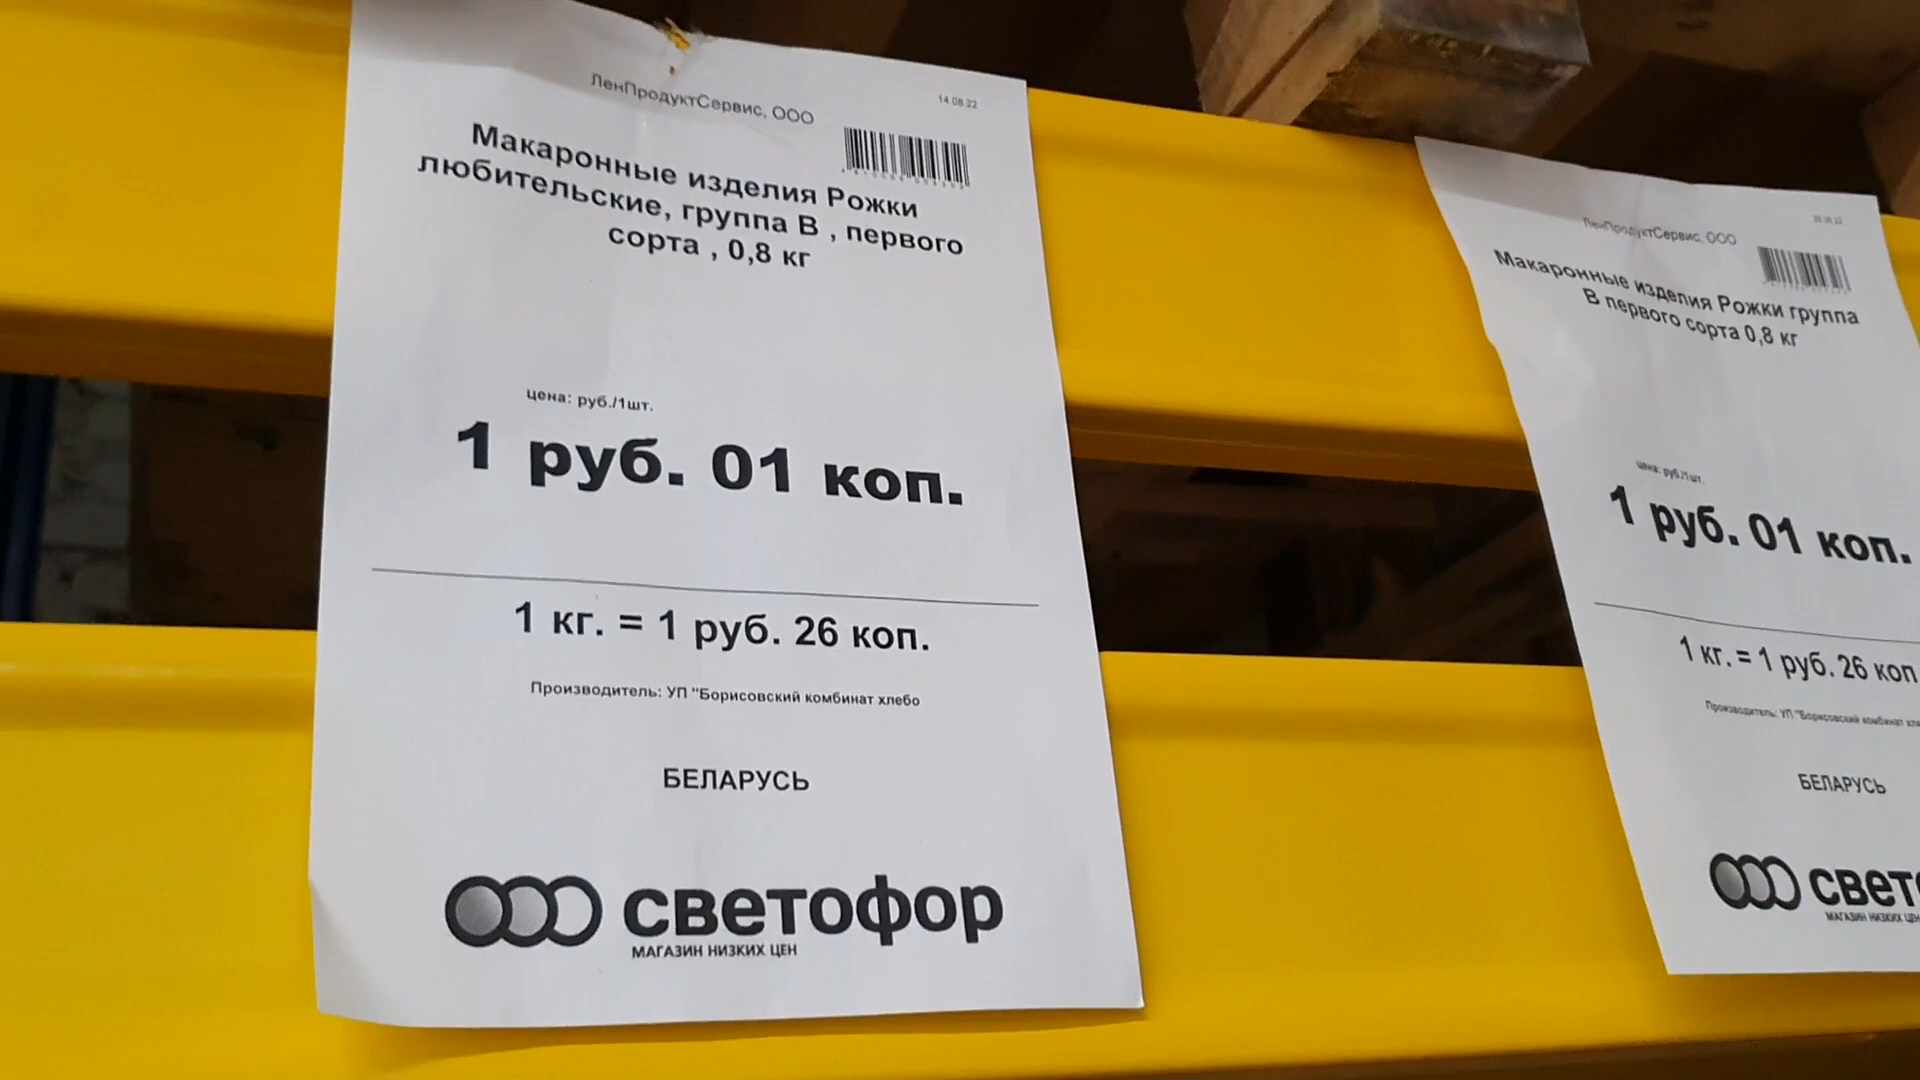 ЛенПродуктСервис, ООО
14.08.22
Макаронные изделия Рожки
любительские, группа В , первого
сорта , 0,8 кг
цена: руб./1шт.
1 руб. 01 коп.
1 кг. = 1 руб. 26 коп.
Производитель: УП "Борисовский комбинат хлебо
БЕЛАРУСЬ
светофор
МАГАЗИН НИЗКИХ ЦЕН
ЛенПродуктСервис, ООО
Макаронные изделия Рожки группа
В первого сорта 0,8 кг
цена: руб./1шт.
1 руб. 01 коп.
1 кг. = 1 руб. 26 коп
Производитель: УП "Борисовский комбинат хле
БЕЛАРУСЬ
свето
МАГАЗИН НИЗКИХ ЦЕН